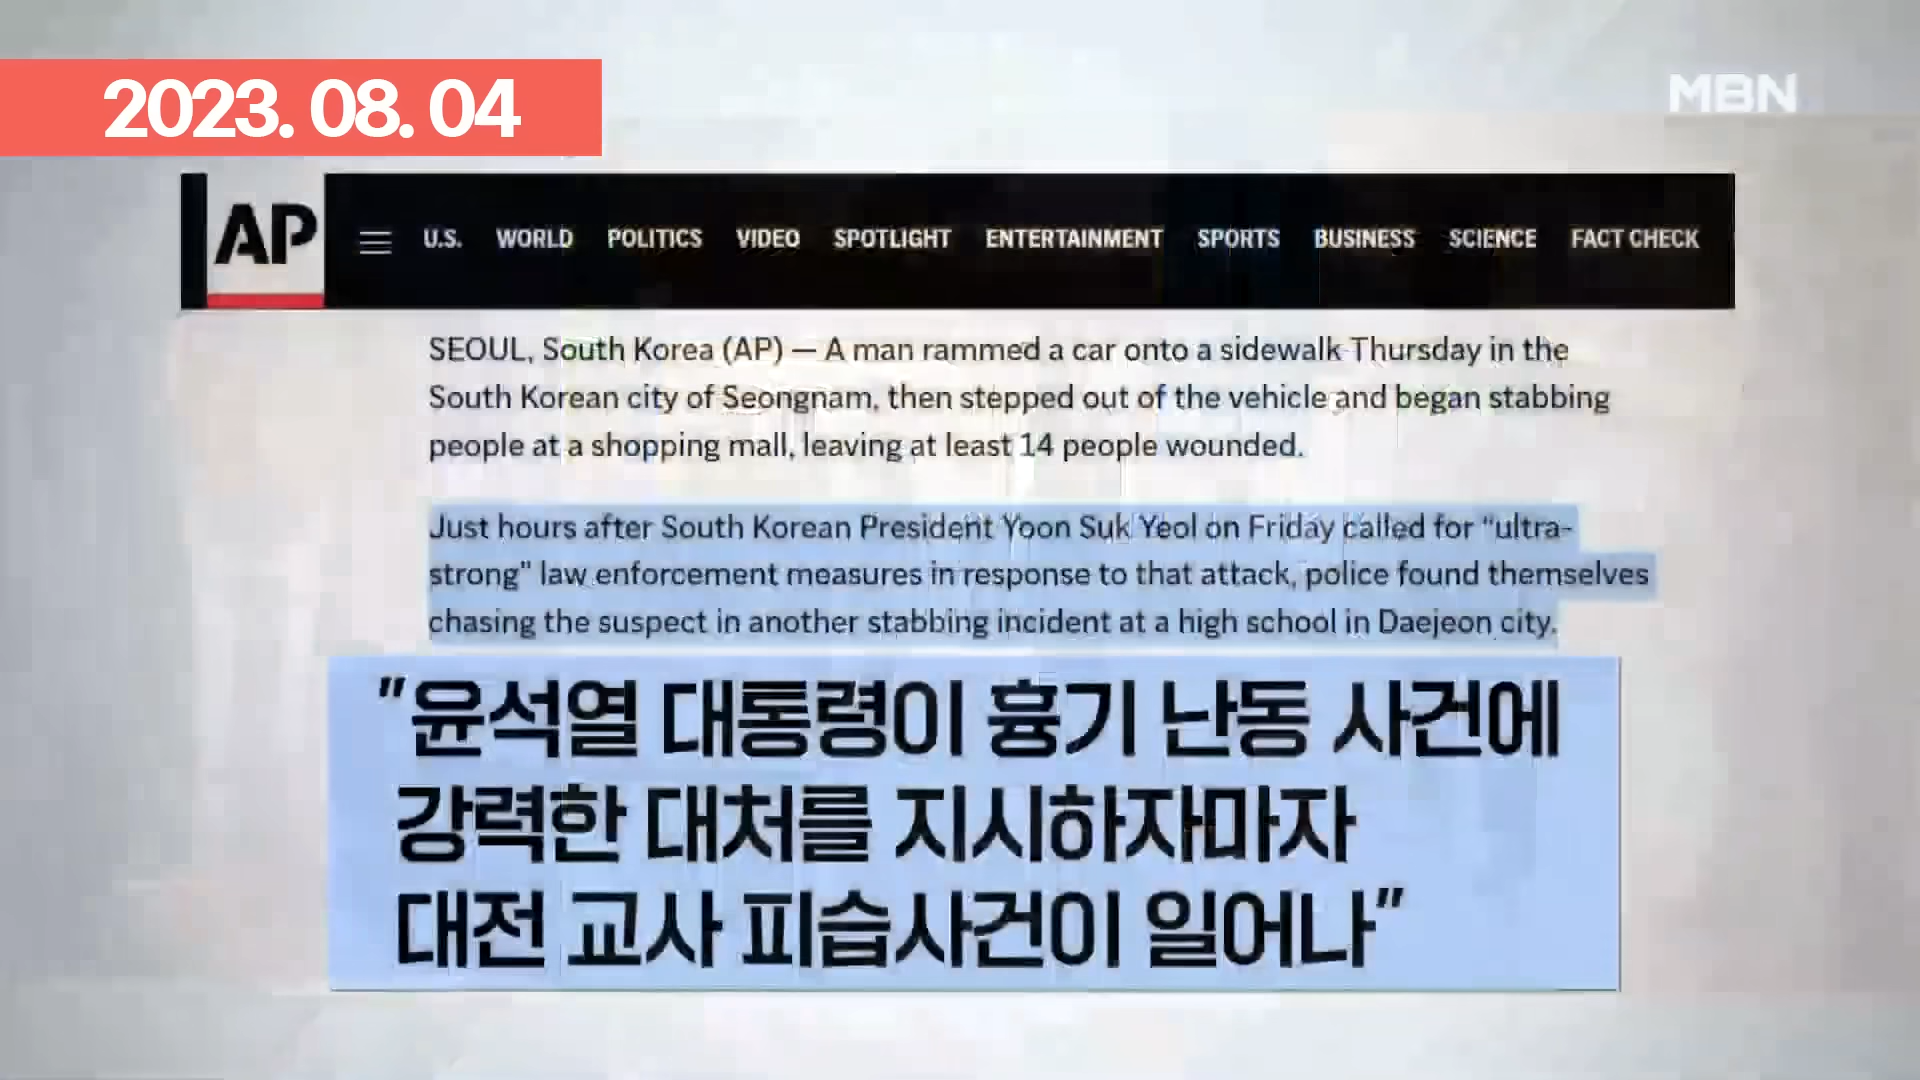 2023. 08. 04
MBN
AP U.S. WORLD POLITICS VIDEO SPOTLIGHT ENTERTAINMENT SPORTS BUSINESS SCIENCE FACT CHECK
SEOUL, South Korea (AP) — A man rammed a car onto a sidewalk Thursday in the
South Korean city of Seongnam, then stepped out of the vehicle and began stabbing
people at a shopping mall, leaving at least 14 people wounded.
Just hours after South Korean President Yoon Suk Yeol on Friday called for “ultra-
strong” law enforcement measures in response to that attack, police found themselves
chasing the suspect in another stabbing incident at a high school in Daejeon city.
"윤석열 대통령이 흉기 난동 사건에
강력한 대처를 지시하자마자
대전 교사 피습사건이 일어나"